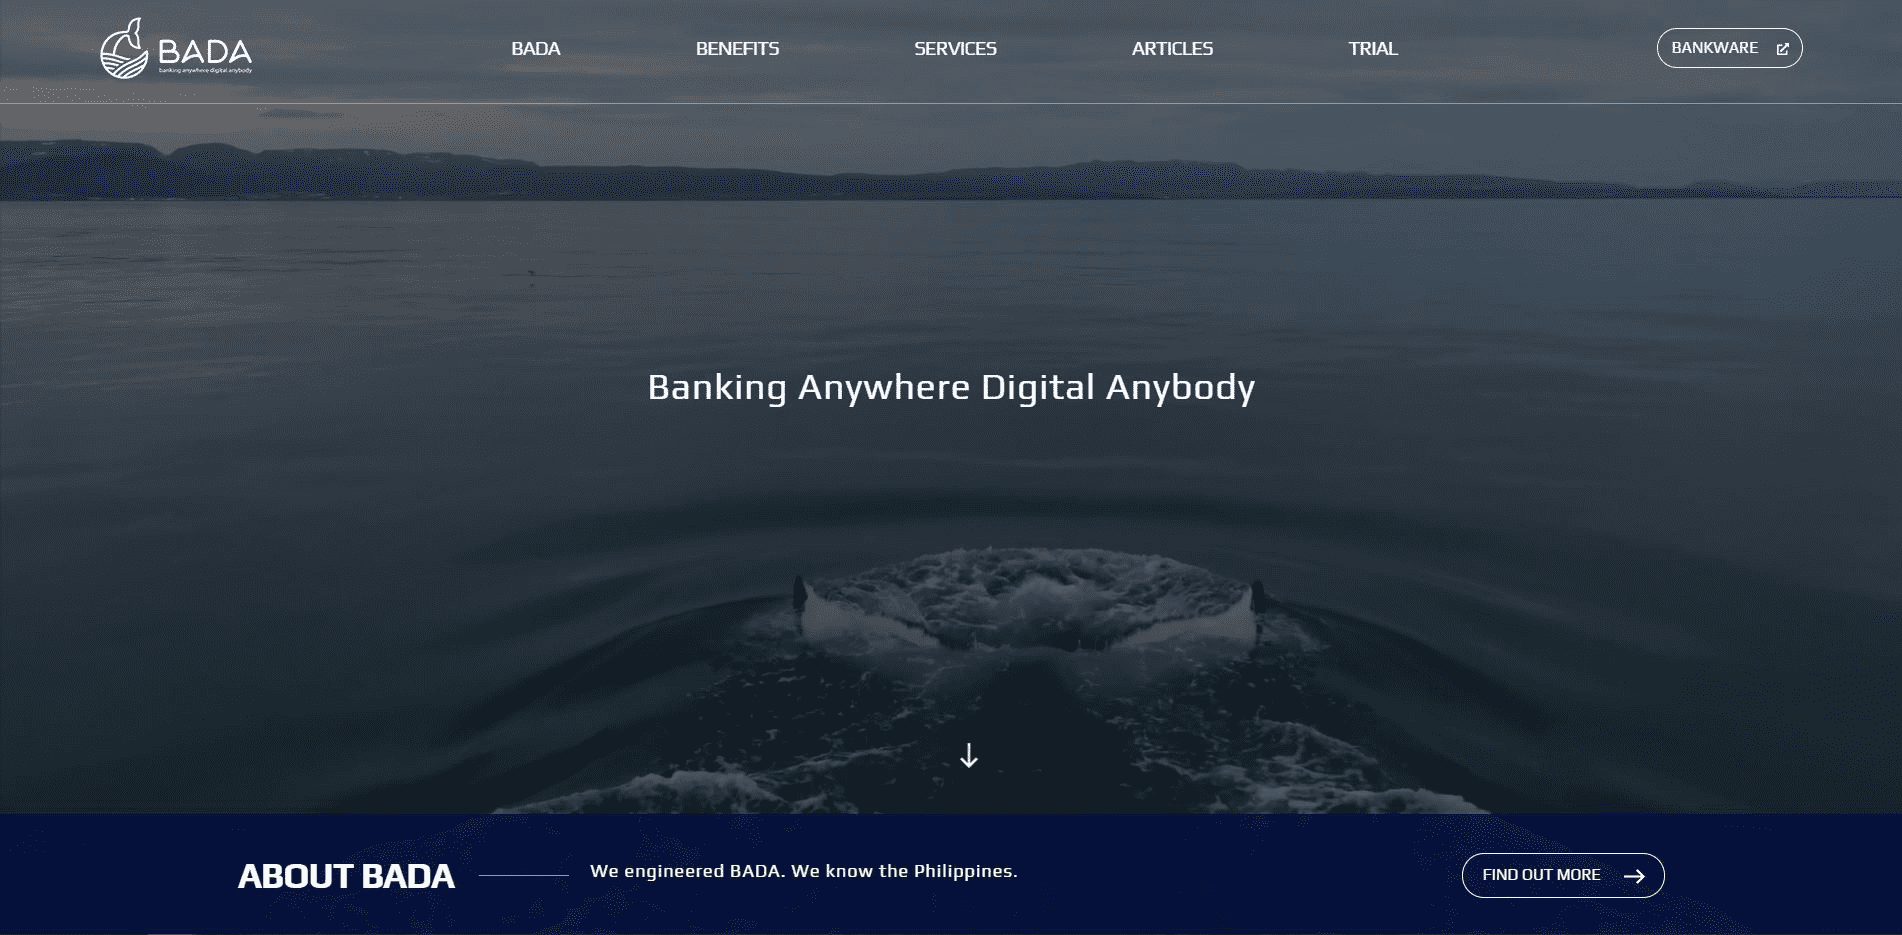 BADA
banking anywhere digital anybody
BADA
BENEFITS
SERVICES
ARTICLES
TRIAL
BANKWARE
Banking Anywhere Digital Anybody
ABOUT BADA
We engineered BADA. We know the Philippines.
FIND OUT MORE